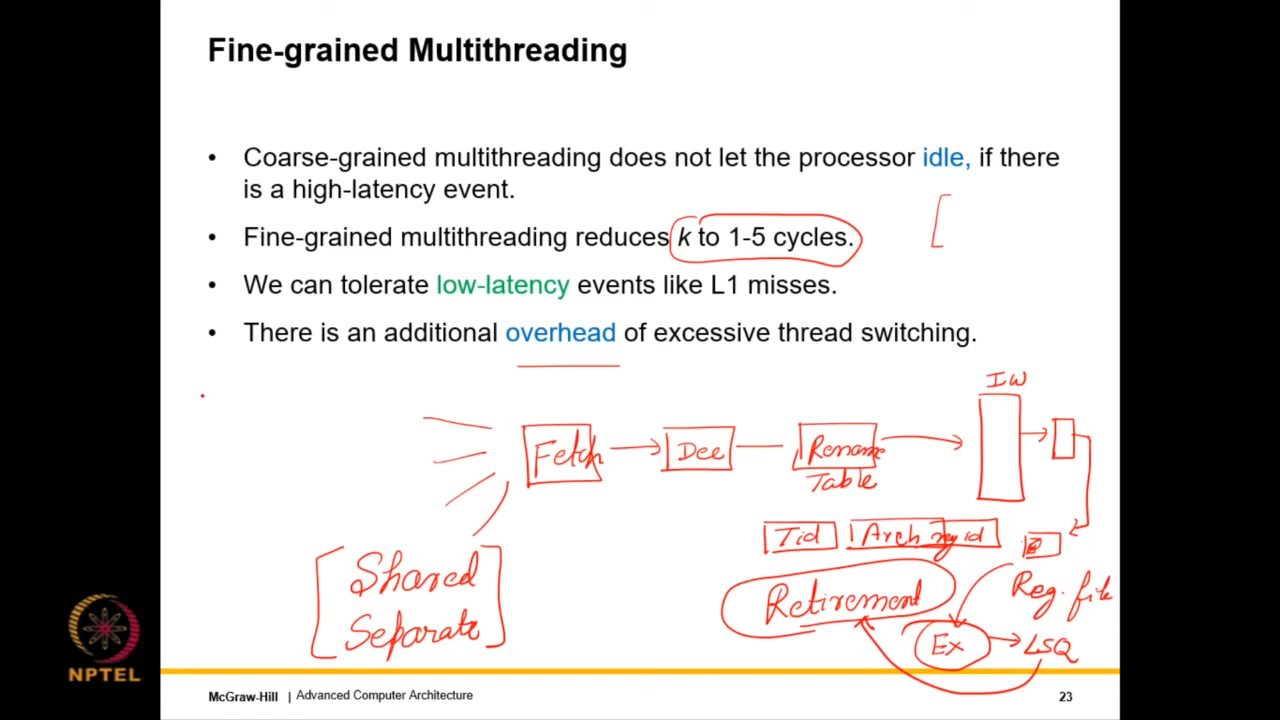 Fine-grained Multithreading
• Coarse-grained multithreading does not let the processor idle, if there
is a high-latency event.
• Fine-grained multithreading reduces k to 1-5 cycles.
• We can tolerate low-latency events like L1 misses.
• There is an additional overhead of excessive thread switching.
IW
Fetch Dec Rename
Table
Tid Arch reg id
Shared
Separate
Retirement
Reg. file
Ex LSQ
NPTEL
McGraw-Hill | Advanced Computer Architecture 23